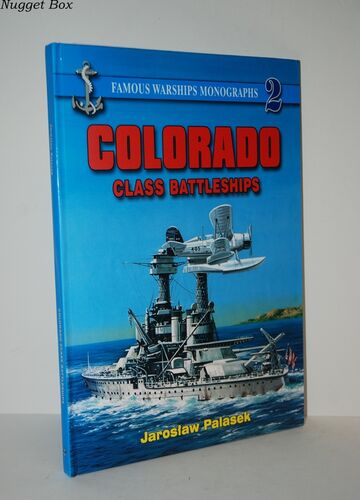 Nugget Box
FAMOUS WARSHIPS MONOGRAPHS 2
COLORADO
CLASS BATTLESHIPS
Jaroslaw Palasek